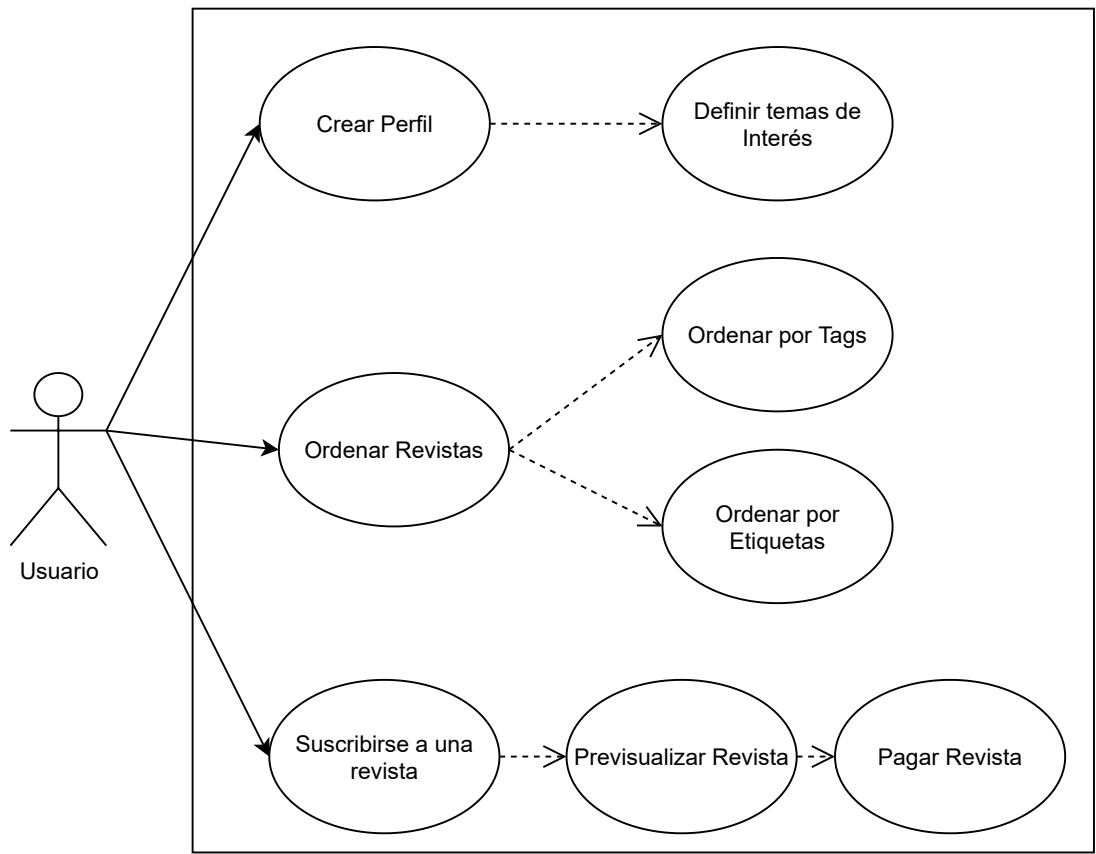 Crear Perfil
Definir temas de
Interés
Ordenar por Tags
Ordenar Revistas
Ordenar por
Etiquetas
Usuario
Suscribirse a una
revista
Previsualizar Revista
Pagar Revista